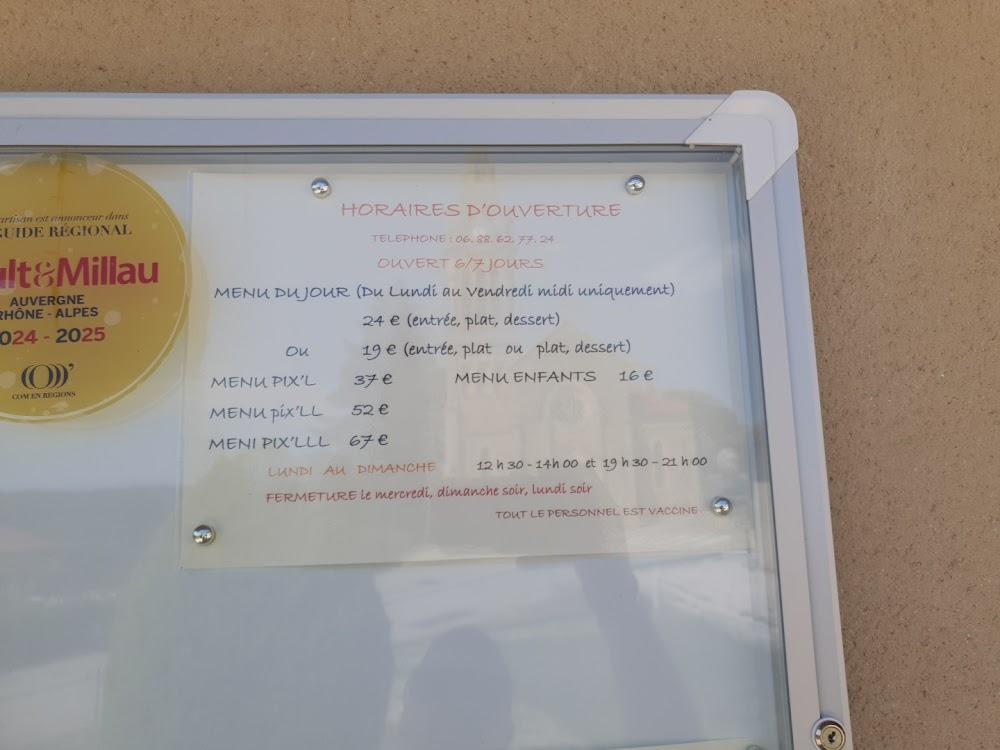 artisan est annonceur dans
GUIDE RÉGIONAL
ult&Millau
AUVERGNE
RHÔNE - ALPES
2024 - 2025
COM'EN RÉGIONS
HORAIRES D'OUVERTURE
TELEPHONE : 06. 88. 62. 77. 24
OUVERT 6/7 JOURS
MENU DU JOUR (Du Lundi au Vendredi midi uniquement)
24 € (entrée, plat, dessert)
Ou 19 € (entrée, plat ou plat, dessert)
MENU PIX'L 37 € MENU ENFANTS 16 €
MENU pix'LL 52 €
MENI PIX'LLL 67 €
LUNDI AU DIMANCHE 12 h 30 - 14h 00 et 19 h 30 – 21 h 00
FERMETURE le mercredi, dimanche soir, lundi soir
TOUT LE PERSONNEL EST VACCINE